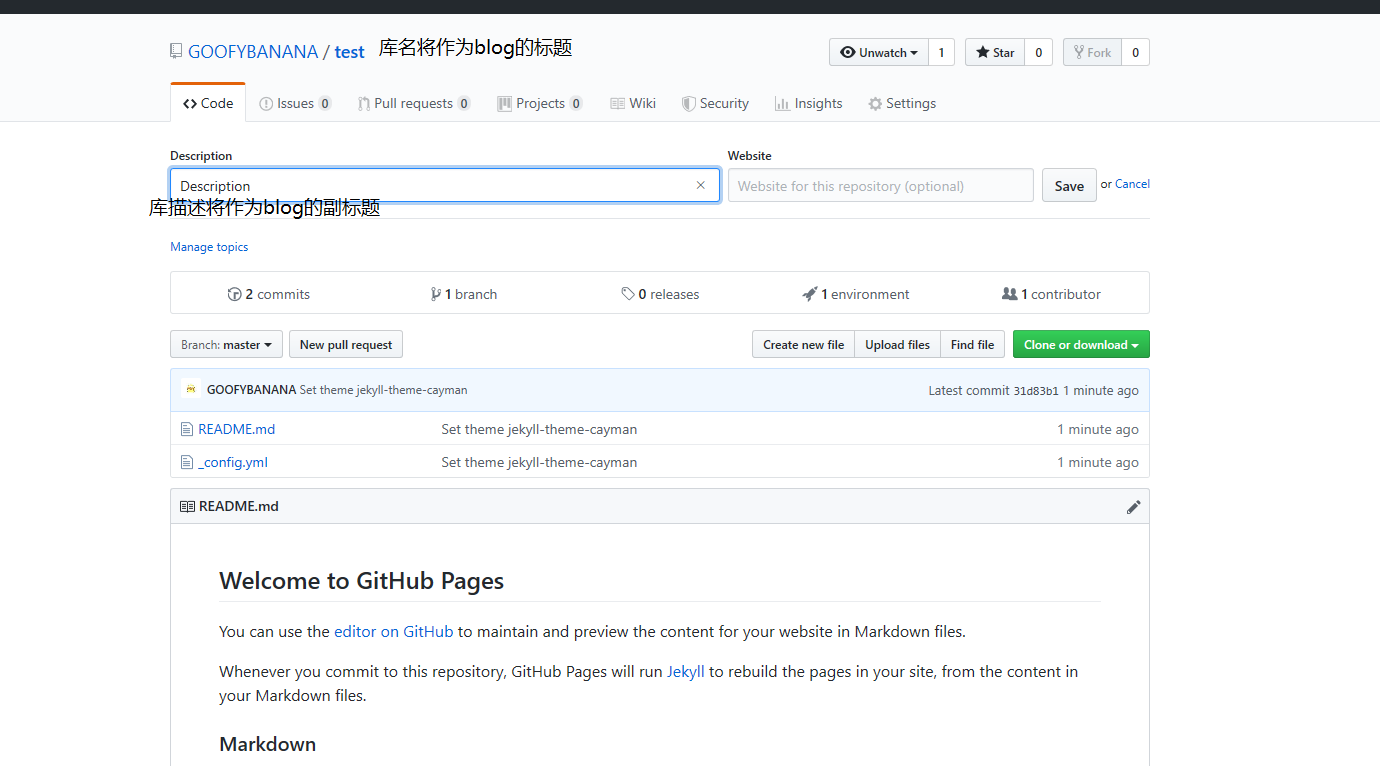 GOOFYBANANA / test 库名将作为blog的标题 Unwatch 1 Star 0 Fork 0
Code Issues 0 Pull requests 0 Projects 0 Wiki Security Insights Settings
Description Website
Description × Website for this repository (optional) Save or Cancel
库描述将作为blog的副标题
Manage topics
2 commits 1 branch 0 releases 1 environment 1 contributor
Branch: master New pull request Create new file Upload files Find file Clone or download
GOOFYBANANA Set theme jekyll-theme-cayman Latest commit 31d83b1 1 minute ago
README.md Set theme jekyll-theme-cayman 1 minute ago
_config.yml Set theme jekyll-theme-cayman 1 minute ago
README.md
Welcome to GitHub Pages
You can use the editor on GitHub to maintain and preview the content for your website in Markdown files.
Whenever you commit to this repository, GitHub Pages will run Jekyll to rebuild the pages in your site, from the content in
your Markdown files.
Markdown